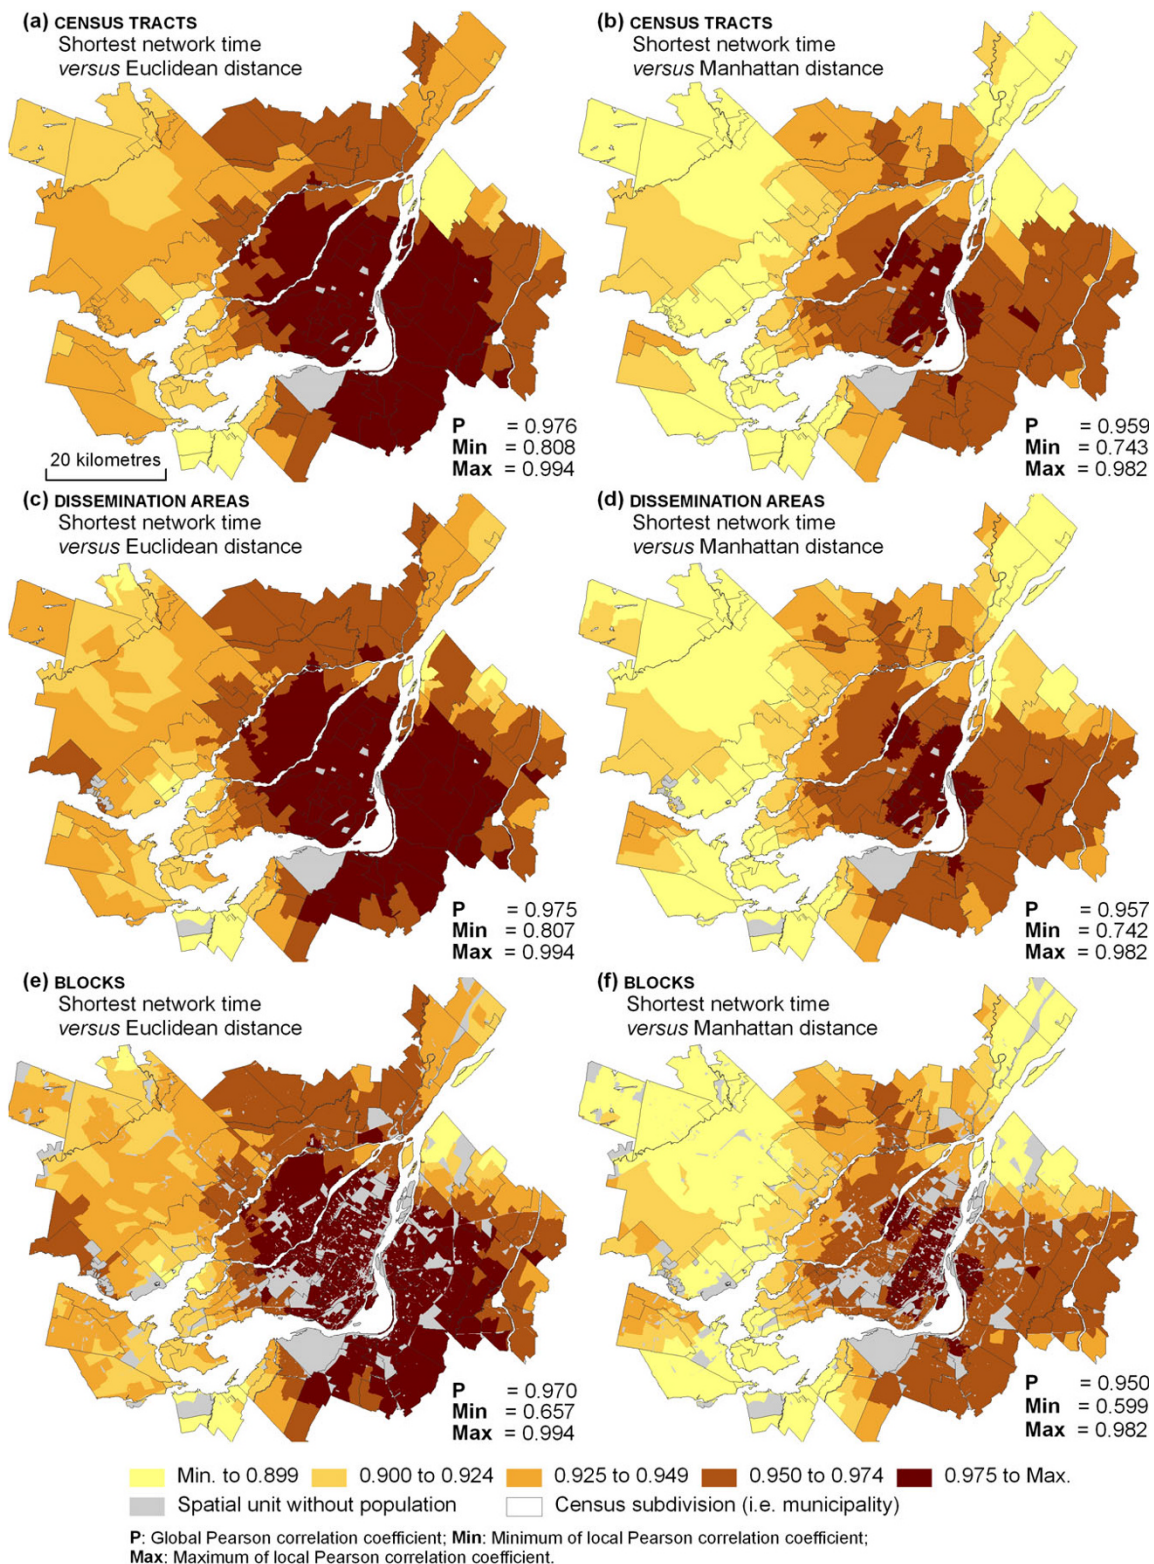 (a) CENSUS TRACTS
Shortest network time
versus Euclidean distance
P = 0.976
Min = 0.808
Max = 0.994
20 kilometres
(b) CENSUS TRACTS
Shortest network time
versus Manhattan distance
P = 0.959
Min = 0.743
Max = 0.982
(c) DISSEMINATION AREAS
Shortest network time
versus Euclidean distance
P = 0.975
Min = 0.807
Max = 0.994
(d) DISSEMINATION AREAS
Shortest network time
versus Manhattan distance
P = 0.957
Min = 0.742
Max = 0.982
(e) BLOCKS
Shortest network time
versus Euclidean distance
P = 0.970
Min = 0.657
Max = 0.994
(f) BLOCKS
Shortest network time
versus Manhattan distance
P = 0.950
Min = 0.599
Max = 0.982
Min. to 0.899 0.900 to 0.924 0.925 to 0.949 0.950 to 0.974 0.975 to Max.
Spatial unit without population Census subdivision (i.e. municipality)
P: Global Pearson correlation coefficient; Min: Minimum of local Pearson correlation coefficient;
Max: Maximum of local Pearson correlation coefficient.